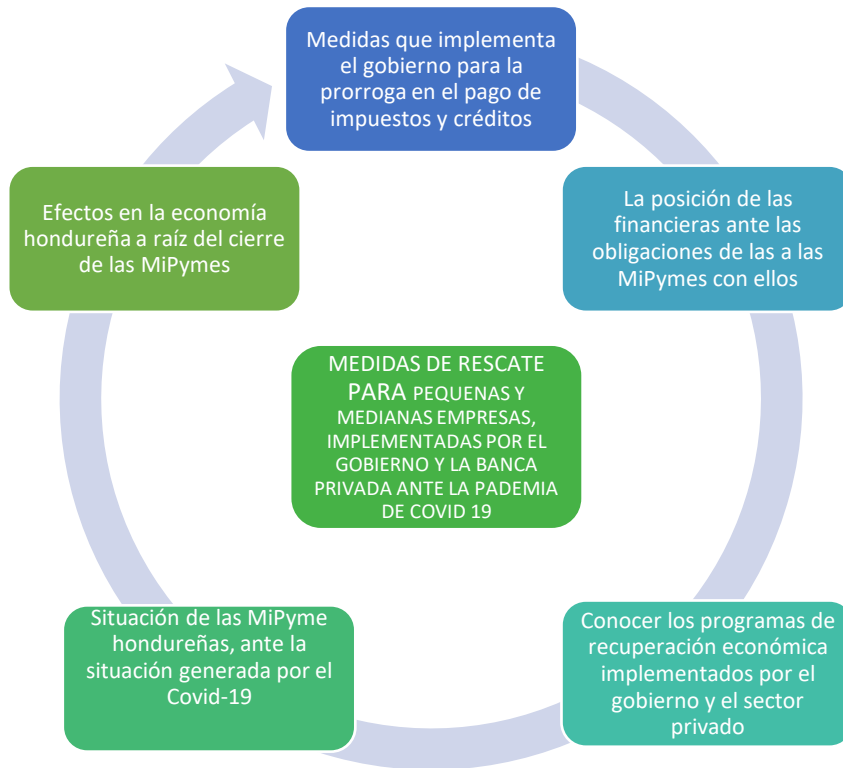 Medidas que implementa
el gobierno para la
prorroga en el pago de
impuestos y créditos
La posición de las
financieras ante las
obligaciones de las a las
MiPymes con ellos
Conocer los programas de
recuperación económica
implementados por el
gobierno y el sector
privado
Situación de las MiPyme
hondureñas, ante la
situación generada por el
Covid-19
Efectos en la economía
hondureña a raíz del cierre
de las MiPymes
MEDIDAS DE RESCATE
PARA PEQUENAS Y
MEDIANAS EMPRESAS,
IMPLEMENTADAS POR EL
GOBIERNO Y LA BANCA
PRIVADA ANTE LA PADEMIA
DE COVID 19